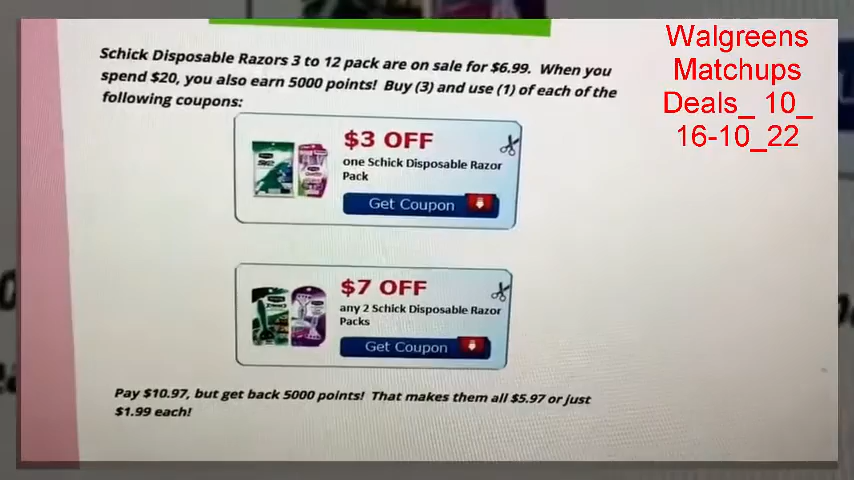 Schick Disposable Razors 3 to 12 pack are on sale for $6.99. When you
spend $20, you also earn 5000 points! Buy (3) and use (1) of each of the
following coupons:
$3 OFF
one Schick Disposable Razor
Pack
Get Coupon
$7 OFF
any 2 Schick Disposable Razor
Packs
Get Coupon
Pay $10.97, but get back 5000 points! That makes them all $5.97 or just
$1.99 each!
Walgreens
Matchups
Deals_ 10_
16-10_22